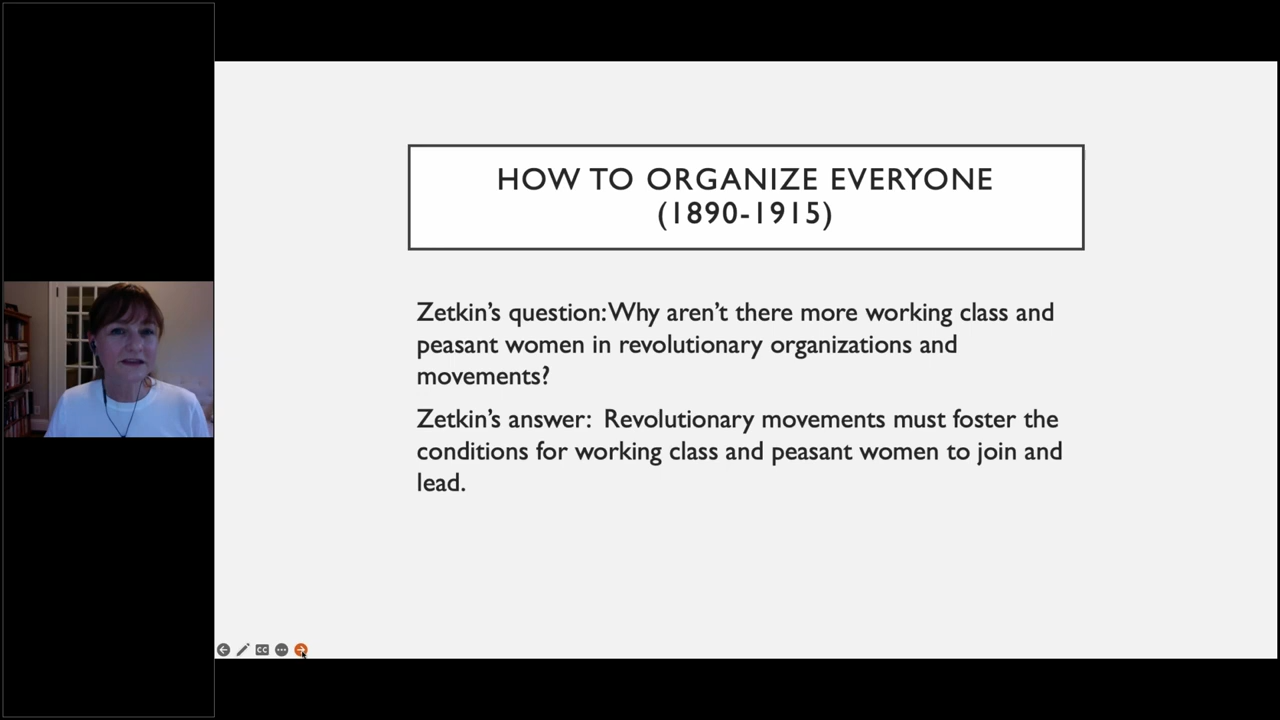 HOW TO ORGANIZE EVERYONE
(1890-1915)
Zetkin’s question: Why aren’t there more working class and
peasant women in revolutionary organizations and
movements?
Zetkin’s answer:  Revolutionary movements must foster the
conditions for working class and peasant women to join and
lead.
CC